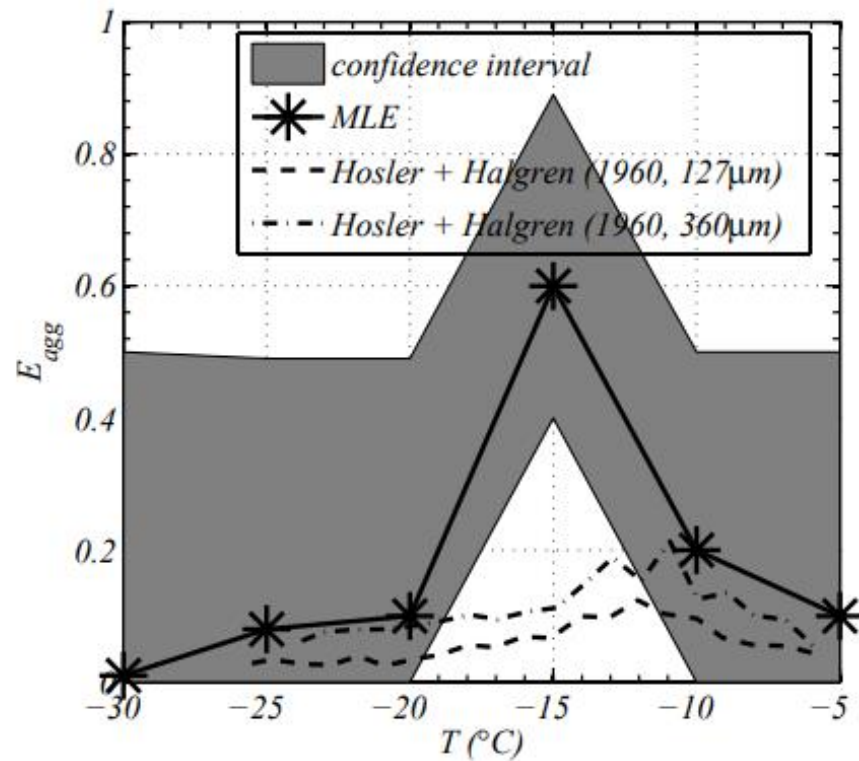 1
confidence interval
MLE
0.8
Hosler + Halgren (1960, 127μm)
Hosler + Halgren (1960, 360μm)
0.6
E_agg
0.4
0.2
0
−30
−25
−20
−15
−10
−5
T (°C)